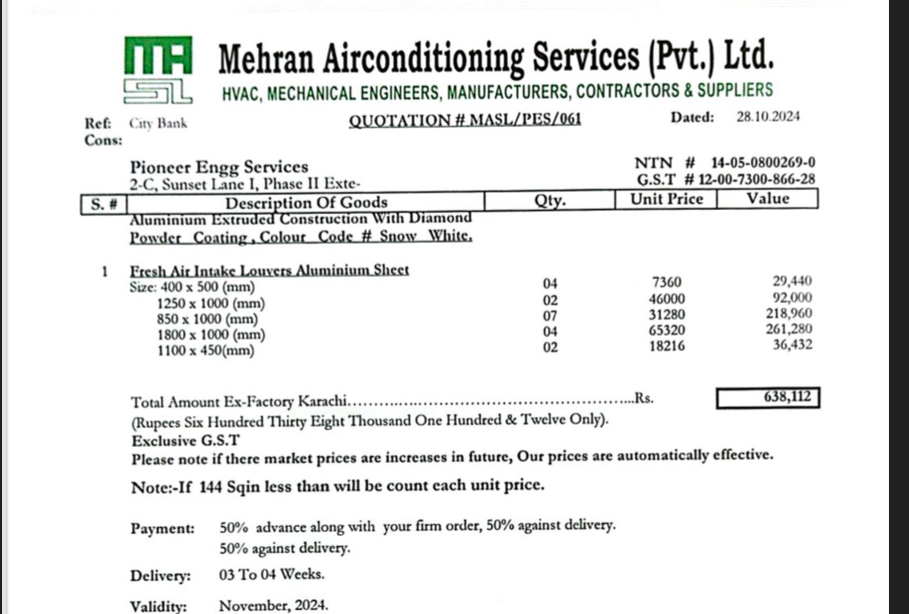 MA
SL
Mehran Airconditioning Services (Pvt.) Ltd.
HVAC, MECHANICAL ENGINEERS, MANUFACTURERS, CONTRACTORS & SUPPLIERS
Ref: City Bank QUOTATION # MASL/PES/061 Dated: 28.10.2024
Cons:
Pioneer Engg Services NTN # 14-05-0800269-0
2-C, Sunset Lane I, Phase II Exte- G.S.T # 12-00-7300-866-28
S. # Description Of Goods Qty. Unit Price Value
Aluminium Extruded Construction With Diamond
Powder Coating, Colour Code # Snow White.
1 Fresh Air Intake Louvers Aluminium Sheet
Size: 400 x 500 (mm) 04 7360 29,440
1250 x 1000 (mm) 02 46000 92,000
850 x 1000 (mm) 07 31280 218,960
1800 x 1000 (mm) 04 65320 261,280
1100 x 450(mm) 02 18216 36,432
Total Amount Ex-Factory Karachi.....................................................Rs. 638,112
(Rupees Six Hundred Thirty Eight Thousand One Hundred & Twelve Only).
Exclusive G.S.T
Please note if there market prices are increases in future, Our prices are automatically effective.
Note:-If 144 Sqin less than will be count each unit price.
Payment: 50% advance along with your firm order, 50% against delivery.
50% against delivery.
Delivery: 03 To 04 Weeks.
Validity: November, 2024.